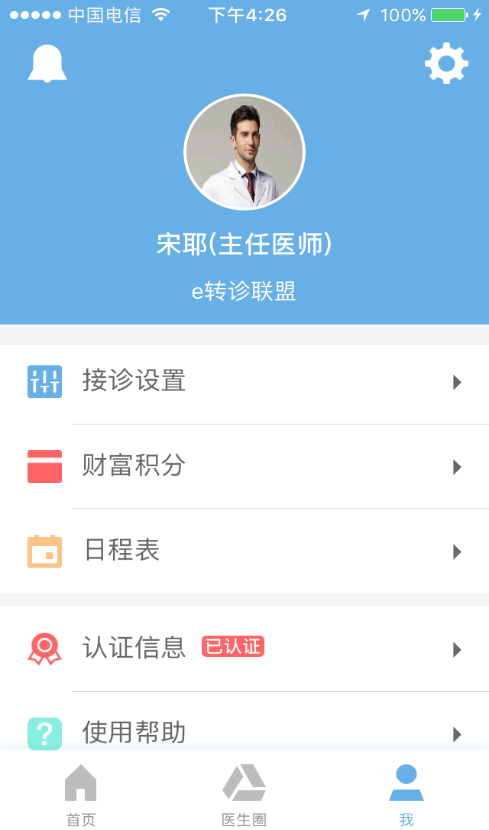 中国电信 下午4:26 100%
宋耶(主任医师)
e转诊联盟
接诊设置
财富积分
日程表
认证信息 已认证
使用帮助
首页 医生圈 我